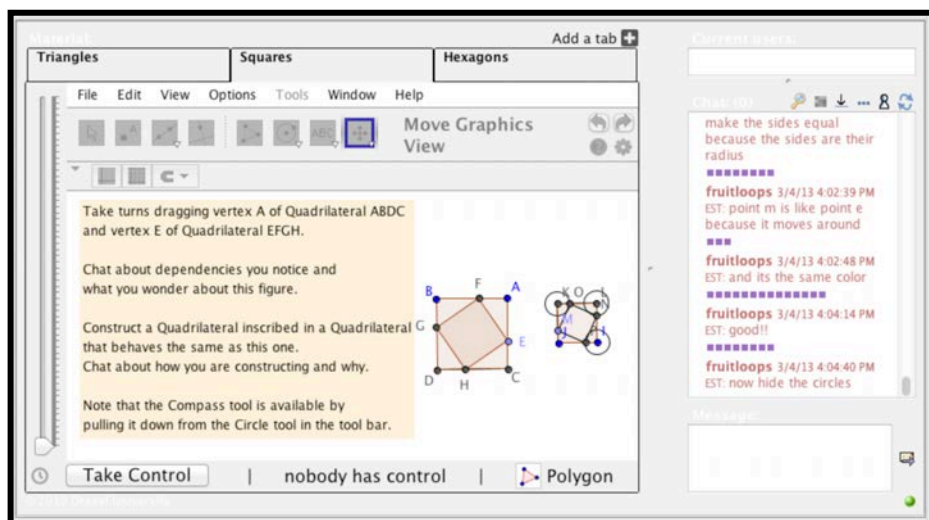 Material:
Add a tab
Current users:
Triangles
Squares
Hexagons
File Edit View Options Tools Window Help
ABC
Move Graphics
View
Take turns dragging vertex A of Quadrilateral ABDC
and vertex E of Quadrilateral EFGH.
Chat about dependencies you notice and
what you wonder about this figure.
Construct a Quadrilateral inscribed in a Quadrilateral
that behaves the same as this one.
Chat about how you are constructing and why.
Note that the Compass tool is available by
pulling it down from the Circle tool in the tool bar.
B
F
A
G
E
D
H
C
K O
L
N
M
J
I
Take Control | nobody has control | Polygon
Chat: (0)
make the sides equal
because the sides are their
radius
fruitloops 3/4/13 4:02:39 PM
EST: point m is like point e
because it moves around
fruitloops 3/4/13 4:02:48 PM
EST: and its the same color
fruitloops 3/4/13 4:04:14 PM
EST: good!!
fruitloops 3/4/13 4:04:40 PM
EST: now hide the circles
Message: